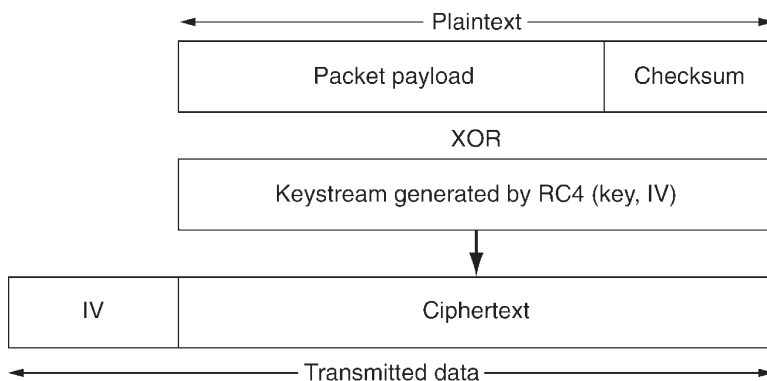 Plaintext
Packet payload
Checksum
XOR
Keystream generated by RC4 (key, IV)
IV
Ciphertext
Transmitted data